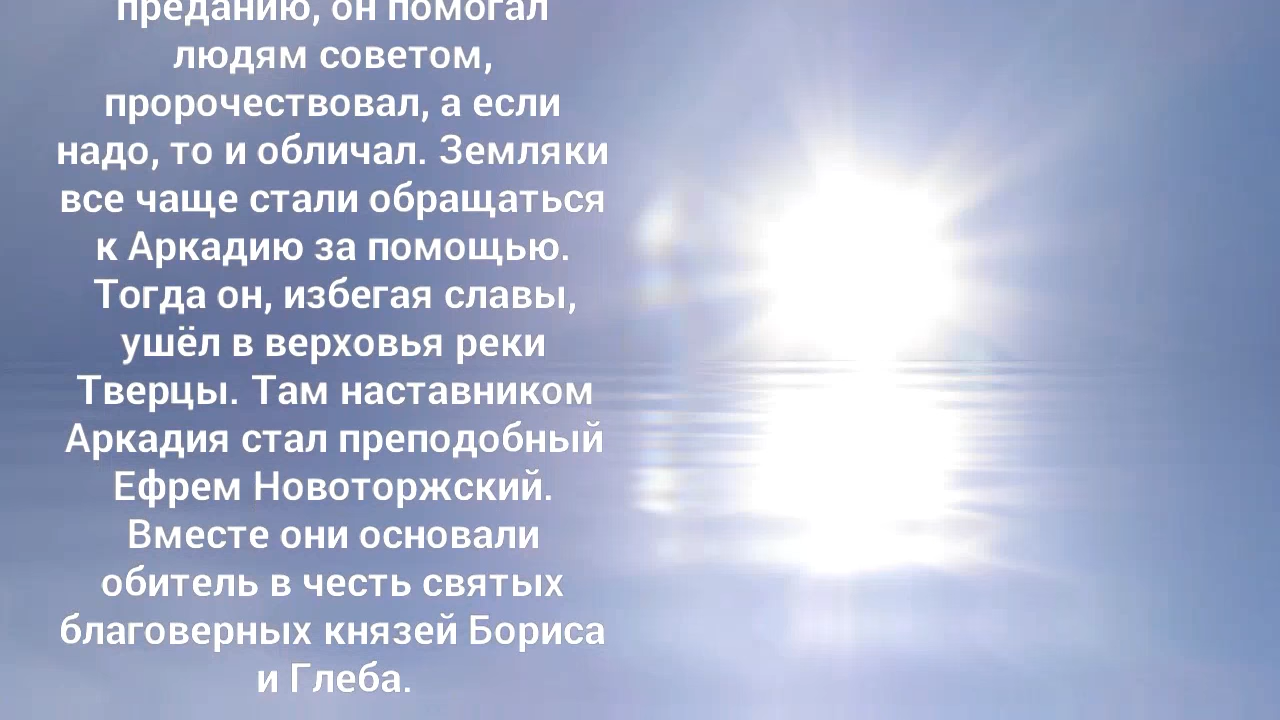 преданию, он помогал
людям советом,
пророчествовал, а если
надо, то и обличал. Земляки
все чаще стали обращаться
к Аркадию за помощью.
Тогда он, избегая славы,
ушёл в верховья реки
Тверцы. Там наставником
Аркадия стал преподобный
Ефрем Новоторжский.
Вместе они основали
обитель в честь святых
благоверных князей Бориса
и Глеба.